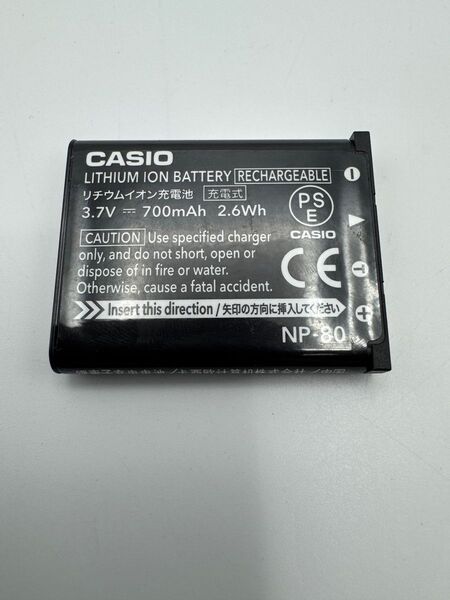 CASIO
LITHIUM ION BATTERY RECHARGEABLE
リチウムイオン充電池 充電式
3.7V 700mAh 2.6Wh
PS
E
CASIO
CAUTION Use specified charger
only, and do not short, open or
dispose of in fire or water.
Otherwise, cause a fatal accident.
CE
T
Insert this direction/矢印の方向に挿入してください
NP-80